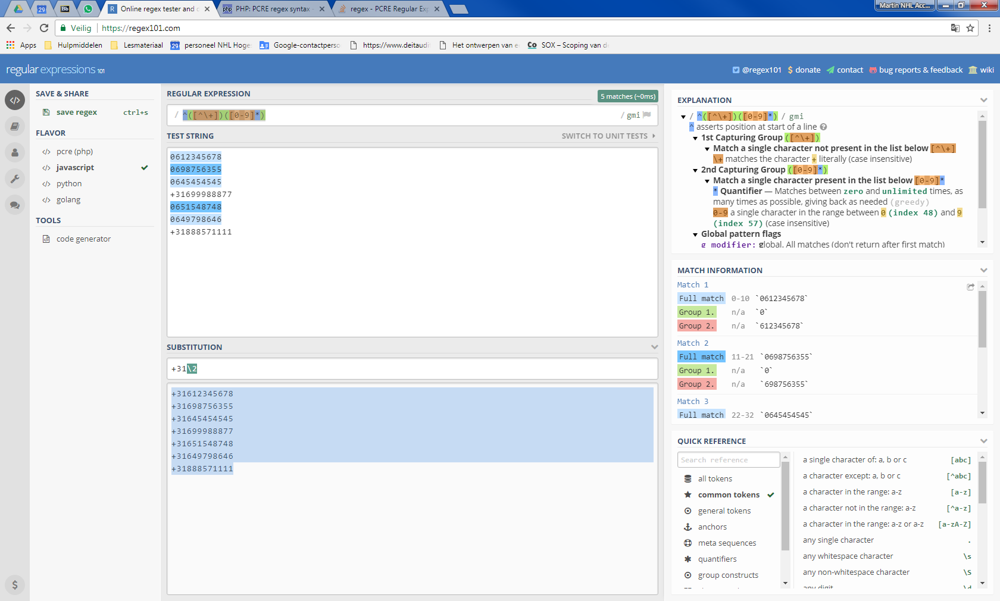 29
Bb
Online regex tester and
php PHP: PCRE regex syntax -
regex - PCRE Regular Exp
Martin NHL Acc...
Veilig https://regex101.com
Apps
Hulpmiddelen
Lesmateriaal
29 personeel NHL Hoge
Google-contactperso
https://www.deitaudi
Het ontwerpen van e
Co SOX – Scoping van d
regular expressions 101
@regex101
$ donate
contact
bug reports & feedback
wiki
SAVE & SHARE
save regex ctrl+s
FLAVOR
</> pcre (php)
</> javascript
</> python
</> golang
TOOLS
code generator
$
REGULAR EXPRESSION
5 matches (~0ms)
/ ^([^\+])([0-9]*) / gmi
TEST STRING
SWITCH TO UNIT TESTS
0612345678
0698756355
0645454545
+31699988877
0651548748
0649798646
+31888571111
SUBSTITUTION
+31\2
+31612345678
+31698756355
+31645454545
+31699988877
+31651548748
+31649798646
+31888571111
EXPLANATION
/ ^([^\+])([0-9]*) / gmi
^ asserts position at start of a line
1st Capturing Group ([^\+])
Match a single character not present in the list below [^\+]
\+ matches the character + literally (case insensitive)
2nd Capturing Group ([0-9]*)
Match a single character present in the list below [0-9]*
* Quantifier — Matches between zero and unlimited times, as
many times as possible, giving back as needed (greedy)
0-9 a single character in the range between 0 (index 48) and 9
(index 57) (case insensitive)
Global pattern flags
g modifier: global. All matches (don't return after first match)
MATCH INFORMATION
Match 1
Full match 0-10 `0612345678`
Group 1. n/a `0`
Group 2. n/a `612345678`
Match 2
Full match 11-21 `0698756355`
Group 1. n/a `0`
Group 2. n/a `698756355`
Match 3
Full match 22-32 `0645454545`
QUICK REFERENCE
Search reference
all tokens
common tokens
general tokens
anchors
meta sequences
quantifiers
group constructs
a single character of: a, b or c [abc]
a character except: a, b or c [^abc]
a character in the range: a-z [a-z]
a character not in the range: a-z [^a-z]
a character in the range: a-z or a-z [a-zA-Z]
any single character .
any whitespace character \s
any non-whitespace character \S
any digit \d